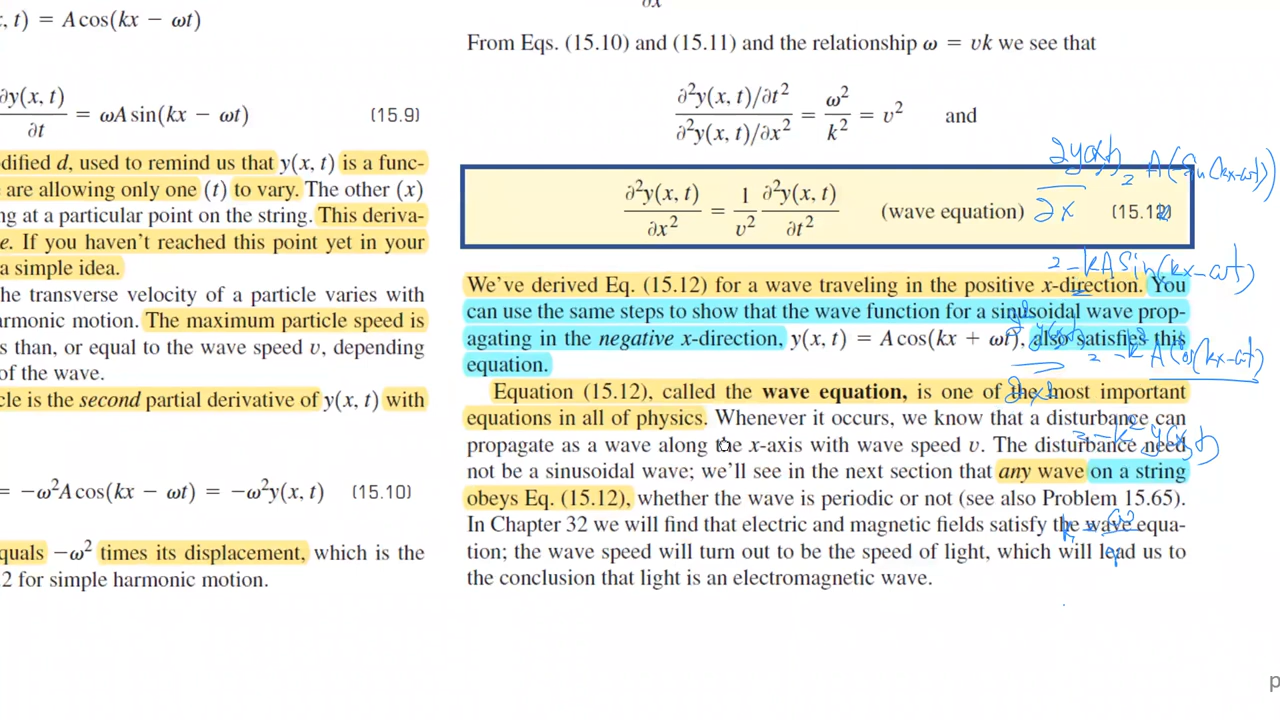 , t) = A cos(kx − ωt)
∂y(x, t)/∂t = ωA sin(kx − ωt) (15.9)
odified d, used to remind us that y(x, t) is a func-
e are allowing only one (t) to vary. The other (x)
ng at a particular point on the string. This deriva-
e. If you haven't reached this point yet in your
a simple idea.
he transverse velocity of a particle varies with
armonic motion. The maximum particle speed is
s than, or equal to the wave speed v, depending
of the wave.
cle is the second partial derivative of y(x, t) with
= −ω²A cos(kx − ωt) = −ω²y(x, t) (15.10)
quals −ω² times its displacement, which is the
.2 for simple harmonic motion.
∂x
From Eqs. (15.10) and (15.11) and the relationship ω = vk we see that
∂²y(x, t)/∂t² / ∂²y(x, t)/∂x² = ω²/k² = v² and
∂²y(x, t)/∂x² = 1/v² ∂²y(x, t)/∂t² (wave equation) (15.12)
We've derived Eq. (15.12) for a wave traveling in the positive x-direction. You
can use the same steps to show that the wave function for a sinusoidal wave prop-
agating in the negative x-direction, y(x, t) = A cos(kx + ωt), also satisfies this
equation.
Equation (15.12), called the wave equation, is one of the most important
equations in all of physics. Whenever it occurs, we know that a disturbance can
propagate as a wave along the x-axis with wave speed v. The disturbance need
not be a sinusoidal wave; we'll see in the next section that any wave on a string
obeys Eq. (15.12), whether the wave is periodic or not (see also Problem 15.65).
In Chapter 32 we will find that electric and magnetic fields satisfy the wave equa-
tion; the wave speed will turn out to be the speed of light, which will lead us to
the conclusion that light is an electromagnetic wave.
∂y(x,t)/∂x = A(Sin(kx-ωt))
= -kA Sin(kx-ωt)
= -k² A Cos(kx-ωt)
= -k² y(x,t)
p